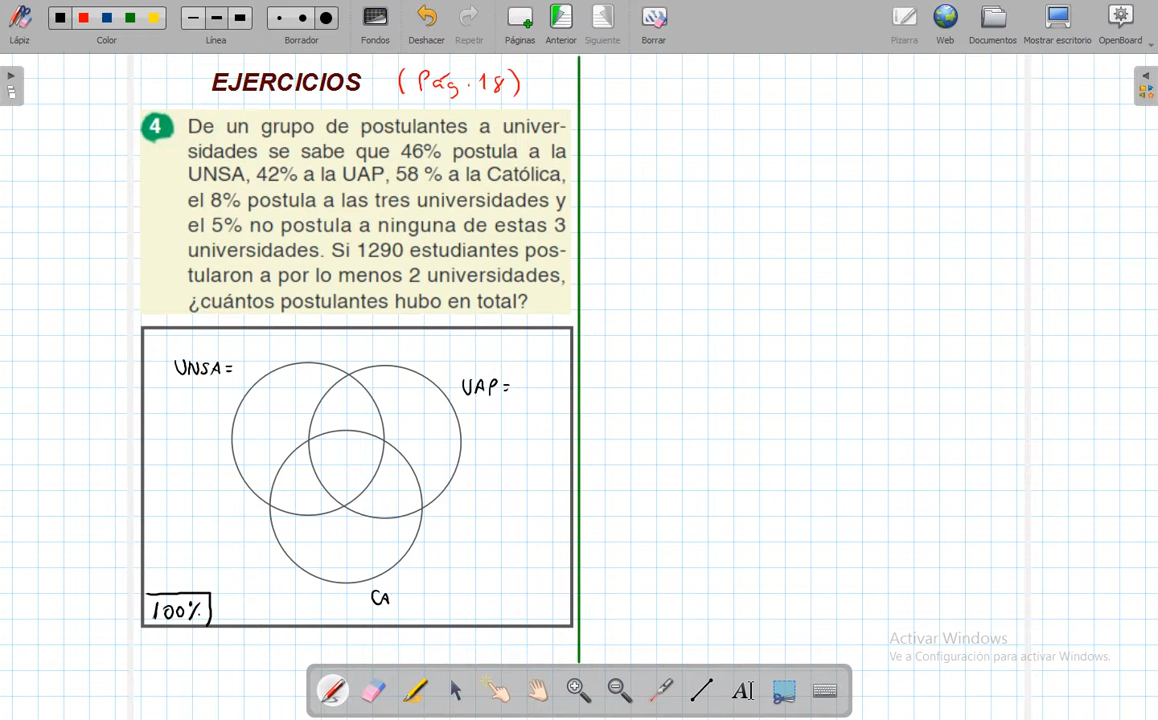 Lápiz
Color
Línea
Borrador
Fondos
Deshacer
Repetir
Páginas
Anterior
Siguiente
Borrar
Pizarra
Web
Documentos
Mostrar escritorio
OpenBoard
EJERCICIOS (Pág. 18)
4 De un grupo de postulantes a univer-
sidades se sabe que 46% postula a la
UNSA, 42% a la UAP, 58 % a la Católica,
el 8% postula a las tres universidades y
el 5% no postula a ninguna de estas 3
universidades. Si 1290 estudiantes pos-
tularon a por lo menos 2 universidades,
¿cuántos postulantes hubo en total?
UNSA=
UAP=
CA
100%
Activar Windows
Ve a Configuración para activar Windows.
AI